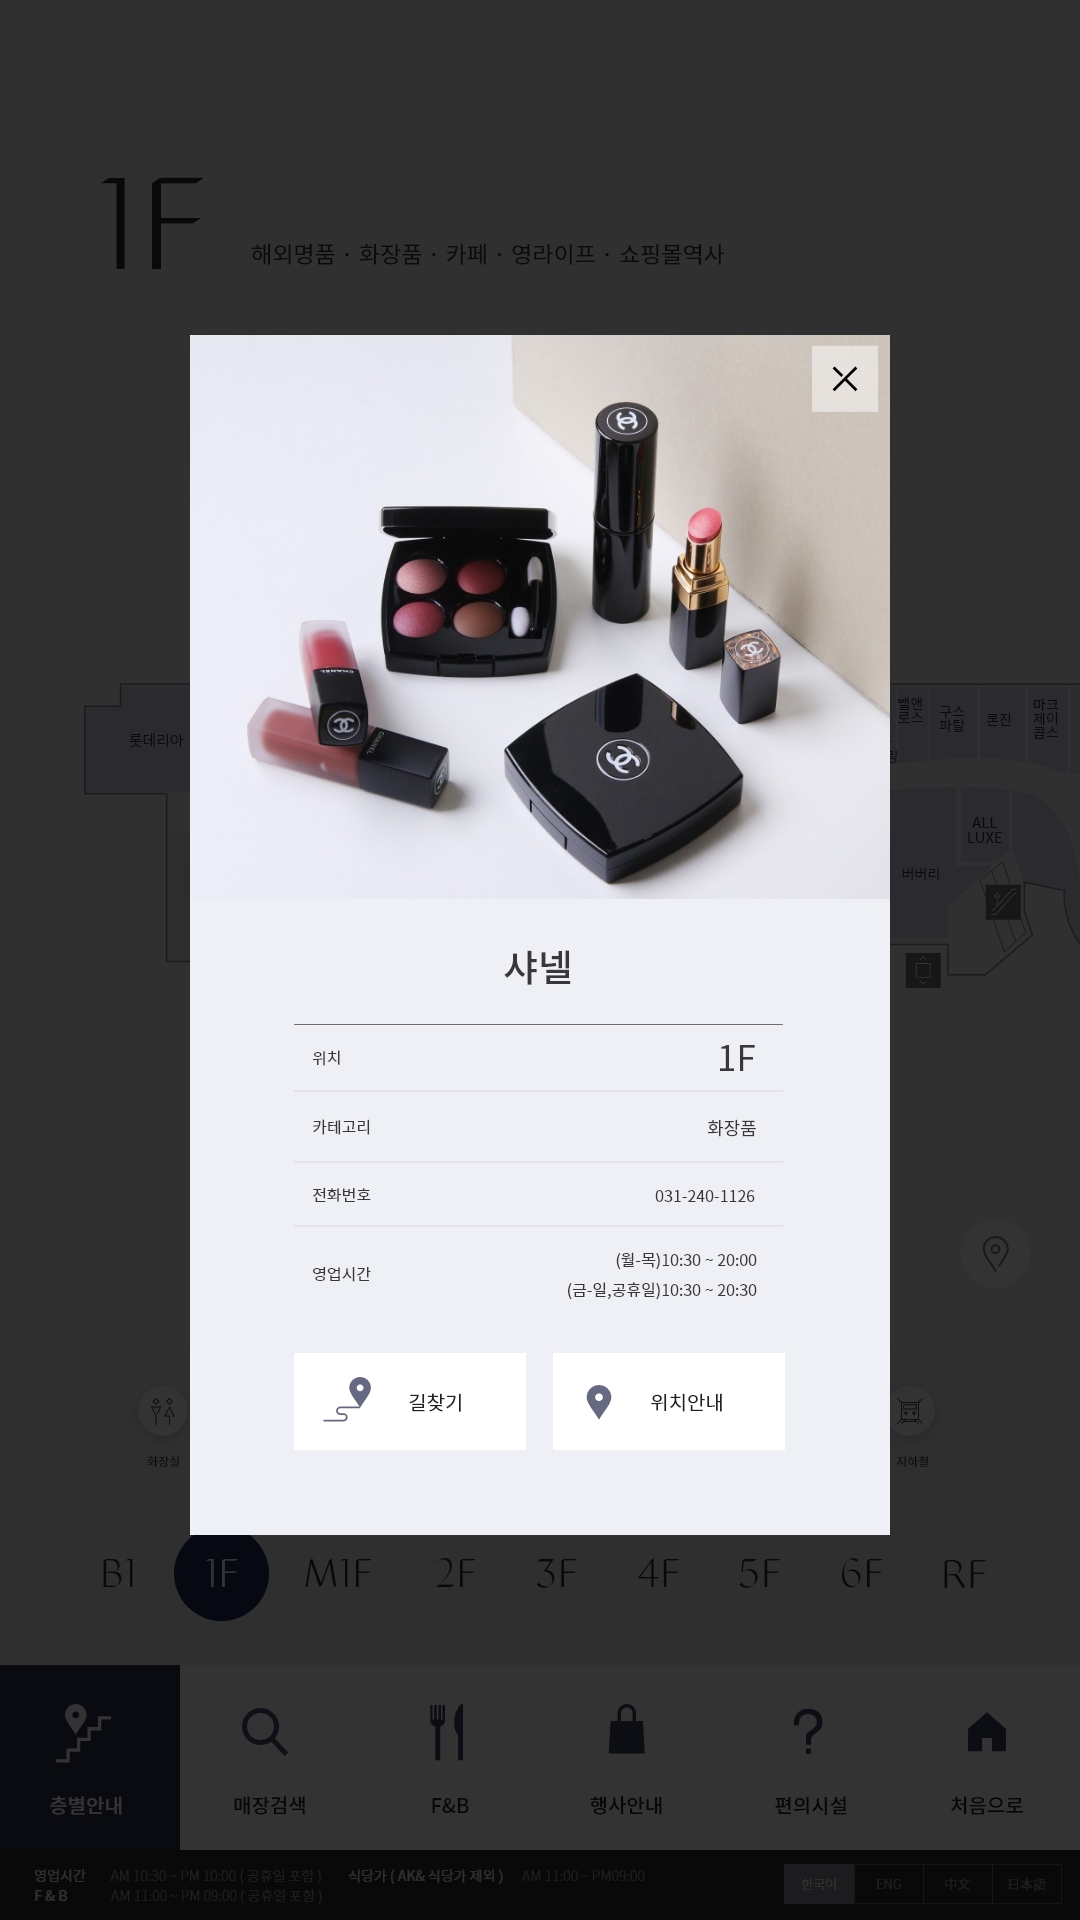 1F
해외명품 · 화장품 · 카페 · 영라이프 · 쇼핑몰역사
CHANEL
CHANEL
롯데리아
밸앤
로스
구스
파탈
론진
마크
제이
콥스
ALL
LUXE
버버리
샤넬
위치
1F
카테고리
화장품
전화번호
031-240-1126
영업시간
(월-목)10:30 ~ 20:00
(금-일,공휴일)10:30 ~ 20:30
길찾기
위치안내
화장실
지하철
B1 1F M1F 2F 3F 4F 5F 6F RF
층별안내 매장검색 F&B 행사안내 편의시설 처음으로
영업시간 AM 10:30 ~ PM 10:00 ( 공휴일 포함 ) 식당가 ( AK& 식당가 제외 ) AM 11:00 ~ PM09:00
F & B AM 11:00 ~ PM 09:00 ( 공휴일 포함 )
한국어 ENG 中文 日本語